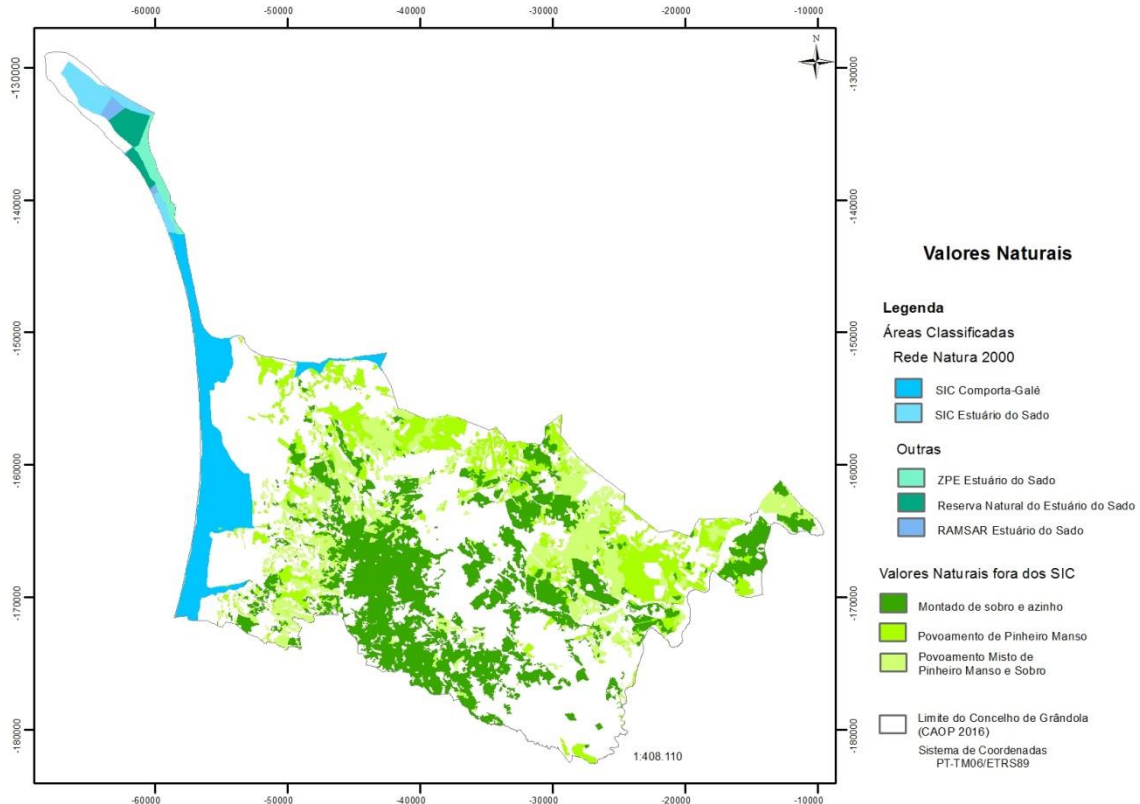 -60000 -50000 -40000 -30000 -20000 -10000
N
-130000 -130000
-140000 -140000
-150000 -150000
-160000 -160000
-170000 -170000
-180000 -180000
1:408.110
-60000 -50000 -40000 -30000 -20000 -10000
Valores Naturais
Legenda
Áreas Classificadas
Rede Natura 2000
SIC Comporta-Galé
SIC Estuário do Sado
Outras
ZPE Estuário do Sado
Reserva Natural do Estuário do Sado
RAMSAR Estuário do Sado
Valores Naturais fora dos SIC
Montado de sobro e azinho
Povoamento de Pinheiro Manso
Povoamento Misto de
Pinheiro Manso e Sobro
Limite do Concelho de Grândola
(CAOP 2016)
Sistema de Coordenadas
PT-TM06/ETRS89